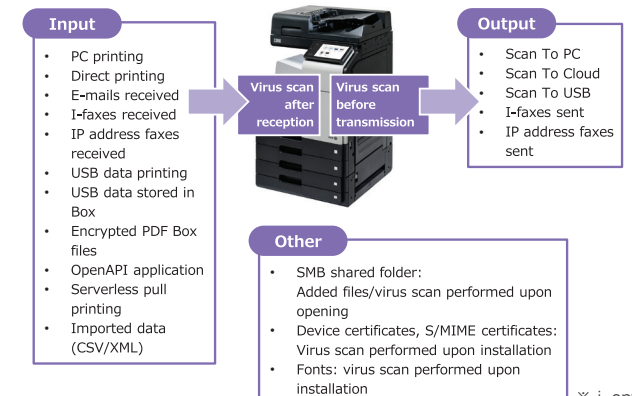 Input
• PC printing
• Direct printing
• E-mails received
• I-faxes received
• IP address faxes
received
• USB data printing
• USB data stored in
Box
• Encrypted PDF Box
files
• OpenAPI application
• Serverless pull
printing
• Imported data
(CSV/XML)
Virus scan
after
reception
Virus scan
before
transmission
Output
• Scan To PC
• Scan To Cloud
• Scan To USB
• I-faxes sent
• IP address faxes
sent
Other
• SMB shared folder:
Added files/virus scan performed upon
opening
• Device certificates, S/MIME certificates:
Virus scan performed upon installation
• Fonts: virus scan performed upon
installation